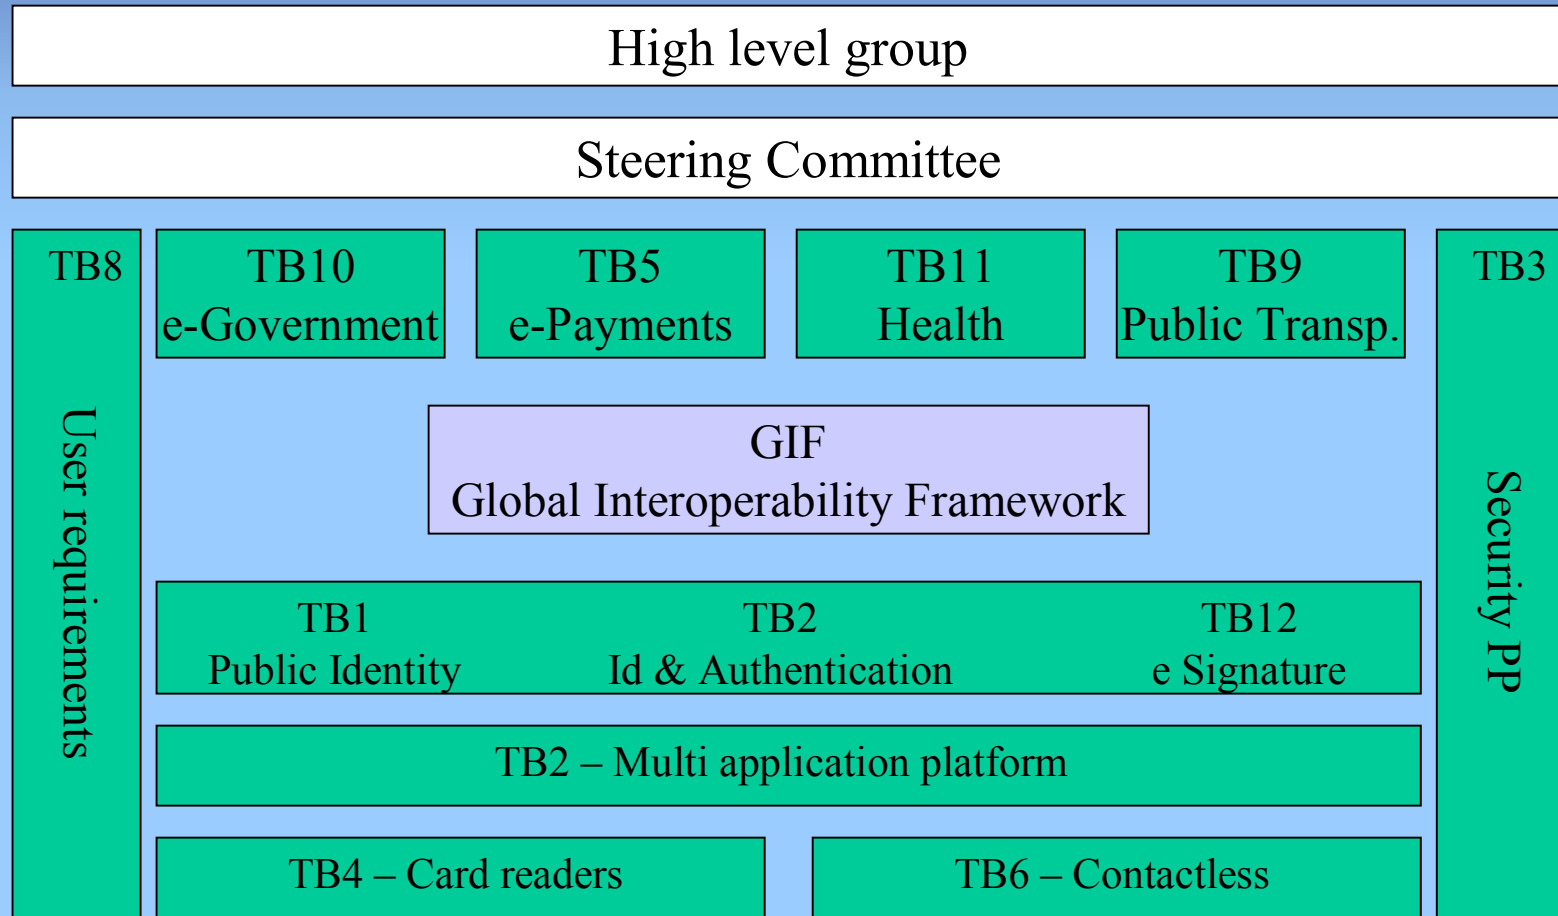 High level group
Steering Committee
TB8
User requirements
TB10
e-Government
TB5
e-Payments
TB11
Health
TB9
Public Transp.
TB3
Security PP
GIF
Global Interoperability Framework
TB1
Public Identity
TB2
Id & Authentication
TB12
e Signature
TB2 – Multi application platform
TB4 – Card readers
TB6 – Contactless